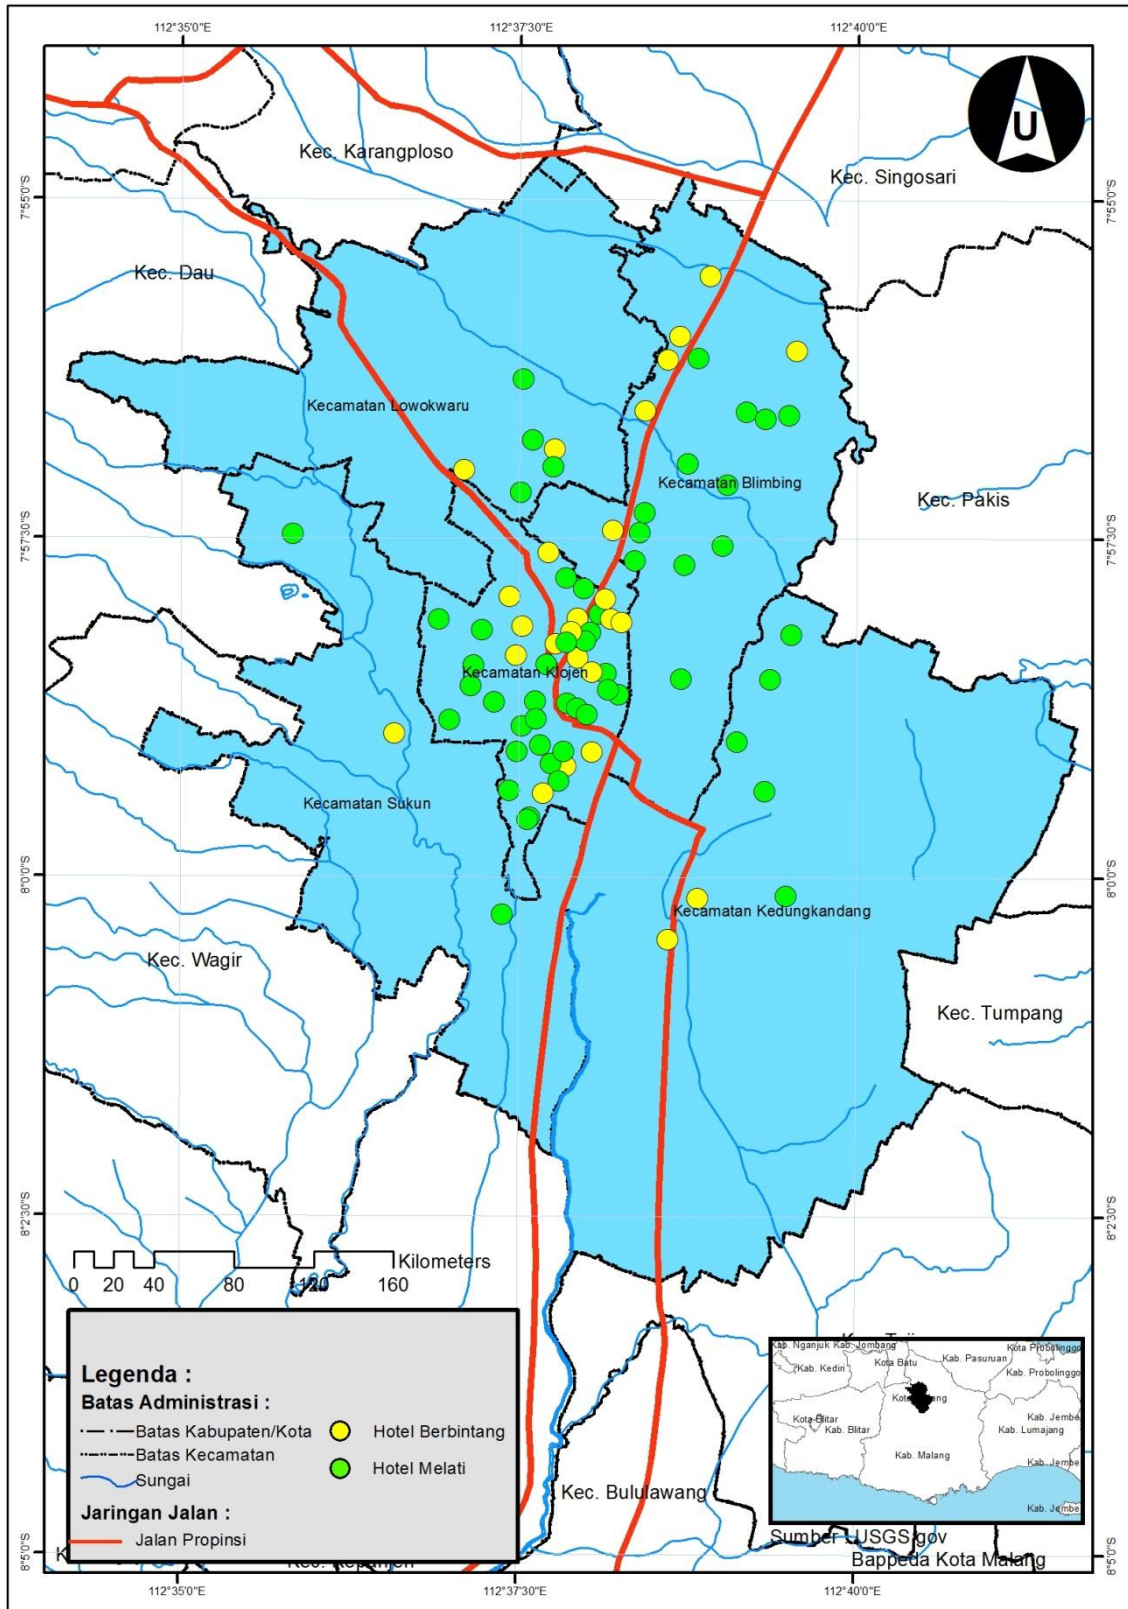 112°35'0"E
112°37'30"E
112°40'0"E
U
Kec. Karangploso
Kec. Singosari
7°55'0"S
7°55'0"S
Kec. Dau
Kecamatan Lowokwaru
Kecamatan Blimbing
Kec. Pakis
7°57'30"S
7°57'30"S
Kecamatan Klojen
Kecamatan Sukun
8°0'0"S
8°0'0"S
Kecamatan Kedungkandang
Kec. Wagir
Kec. Tumpang
8°2'30"S
8°2'30"S
Kilometers
0 20 40 80 120 160
Legenda :
Batas Administrasi :
Batas Kabupaten/Kota
Hotel Berbintang
Batas Kecamatan
Hotel Melati
Sungai
Jaringan Jalan :
Jalan Propinsi
Kab. Nganjuk
Kab. Jombang
Kota Probolinggo
Kota Batu
Kab. Pasuruan
Kab. Kediri
Kab. Probolinggo
Kota Blitar
Kab. Jembe
Kab. Blitar
Kab. Lumajang
Kab. Malang
Kab. Jembe
Kab. Jembe
Kec. Bululawang
Sumber : USGS.gov
Bappeda Kota Malang
8°5'0"S
8°5'0"S
112°35'0"E
112°37'30"E
112°40'0"E